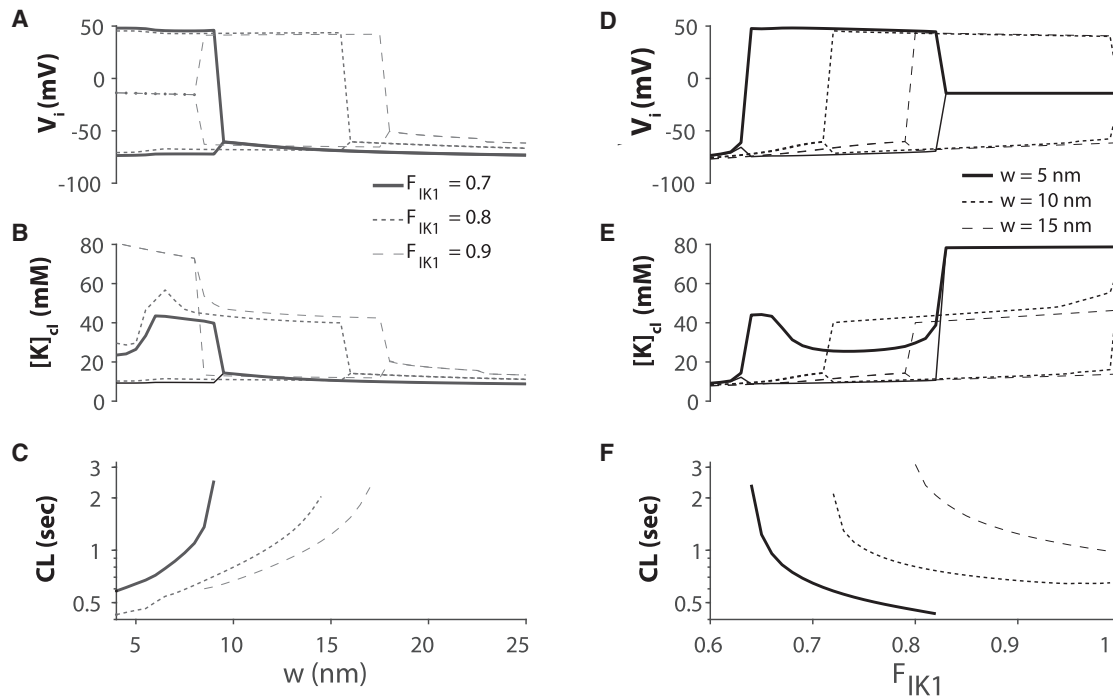 A
V_i (mV)
50
0
-50
-100
F_IK1 = 0.7
F_IK1 = 0.8
F_IK1 = 0.9
B
[K]_cl (mM)
80
60
40
20
0
C
CL (sec)
3
2
1
0.5
5
10
15
20
25
w (nm)
D
V_i (mV)
50
0
-50
-100
w = 5 nm
w = 10 nm
w = 15 nm
E
[K]_cl (mM)
80
60
40
20
0
F
CL (sec)
3
2
1
0.5
0.6
0.7
0.8
0.9
1
F_IK1